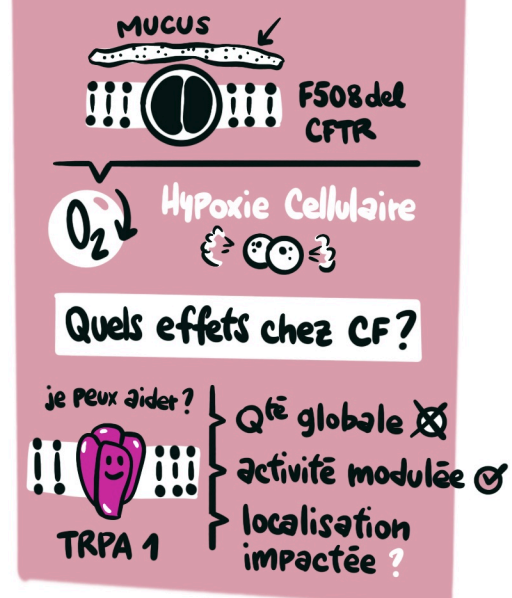 MUCUS
F508del
CFTR
O₂
Hypoxie Cellulaire
Quels effets chez CF ?
je peux aider ?
Qté globale
activité modulée
localisation
impactée ?
TRPA 1